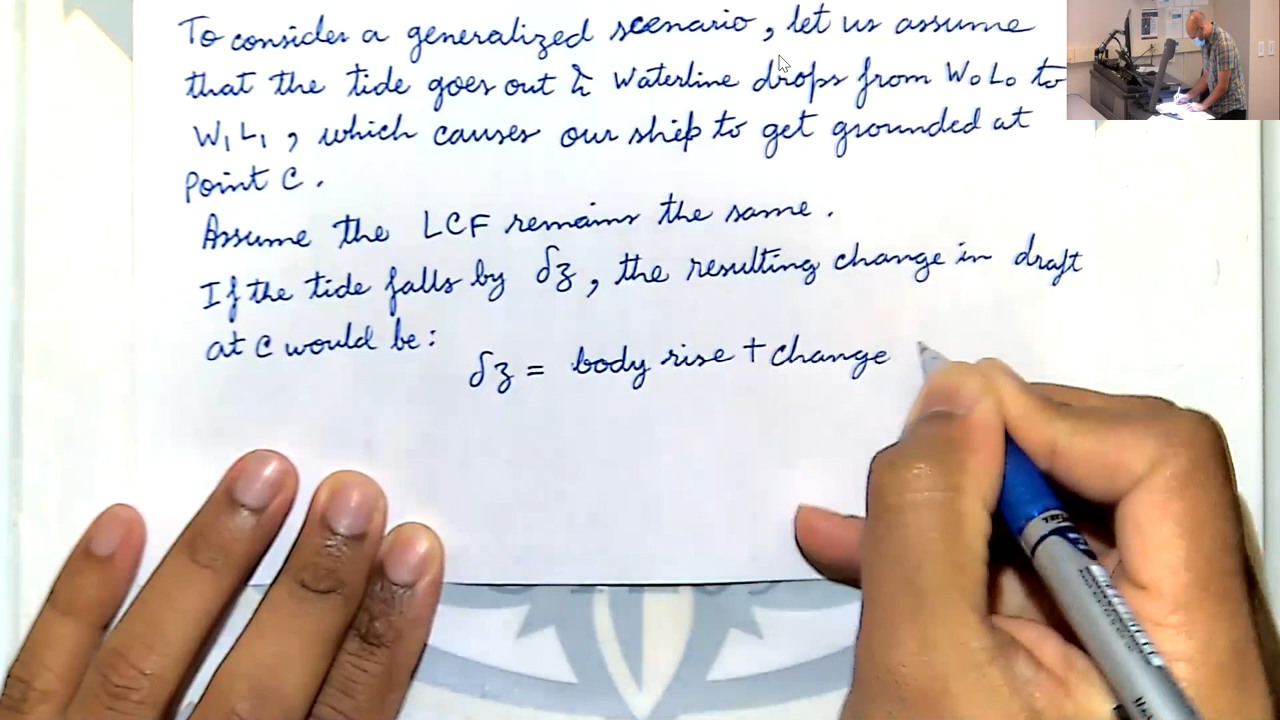 To consider a generalized scenario, let us assume
that the tide goes out & Waterline drops from W₀L₀ to
W₁L₁, which causes our ship to get grounded at
Point C.
Assume the LCF remains the same.
If the tide falls by δz, the resulting change in draft
at C would be:
δz = body rise + change